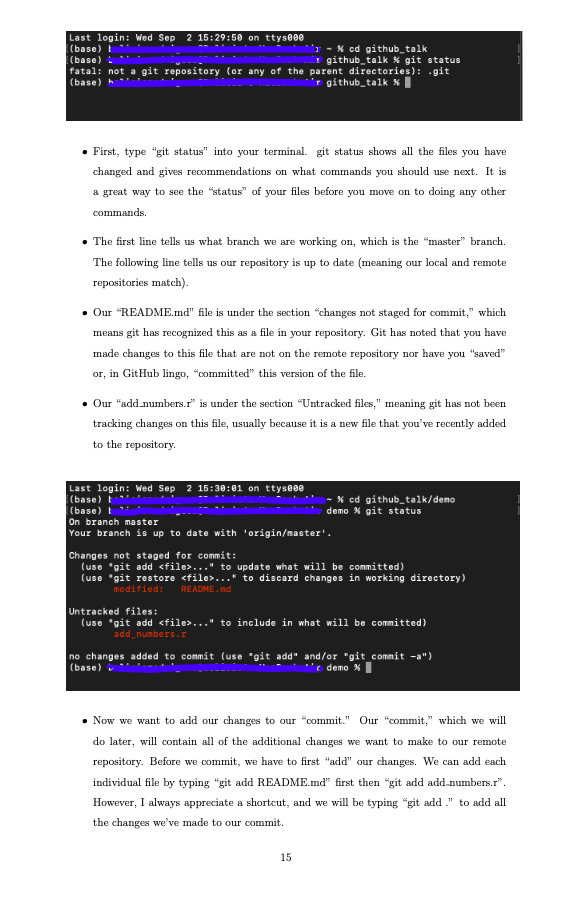 Last login: Wed Sep  2 15:29:50 on ttys000
(base) ~ % cd github_talk
(base) github_talk % git status
fatal: not a git repository (or any of the parent directories): .git
(base) github_talk %
• First, type “git status” into your terminal. git status shows all the files you have
changed and gives recommendations on what commands you should use next. It is
a great way to see the “status” of your files before you move on to doing any other
commands.
• The first line tells us what branch we are working on, which is the “master” branch.
The following line tells us our repository is up to date (meaning our local and remote
repositories match).
• Our “README.md” file is under the section “changes not staged for commit,” which
means git has recognized this as a file in your repository. Git has noted that you have
made changes to this file that are not on the remote repository nor have you “saved”
or, in GitHub lingo, “committed” this version of the file.
• Our “add_numbers.r” is under the section “Untracked files,” meaning git has not been
tracking changes on this file, usually because it is a new file that you’ve recently added
to the repository.
Last login: Wed Sep  2 15:30:01 on ttys000
(base) ~ % cd github_talk/demo
(base) demo % git status
On branch master
Your branch is up to date with 'origin/master'.
Changes not staged for commit:
(use "git add <file>..." to update what will be committed)
(use "git restore <file>..." to discard changes in working directory)
modified:   README.md
Untracked files:
(use "git add <file>..." to include in what will be committed)
add_numbers.r
no changes added to commit (use "git add" and/or "git commit -a")
(base) demo %
• Now we want to add our changes to our “commit.” Our “commit,” which we will
do later, will contain all of the additional changes we want to make to our remote
repository. Before we commit, we have to first “add” our changes. We can add each
individual file by typing “git add README.md” first then “git add add_numbers.r”.
However, I always appreciate a shortcut, and we will be typing “git add .” to add all
the changes we’ve made to our commit.
15